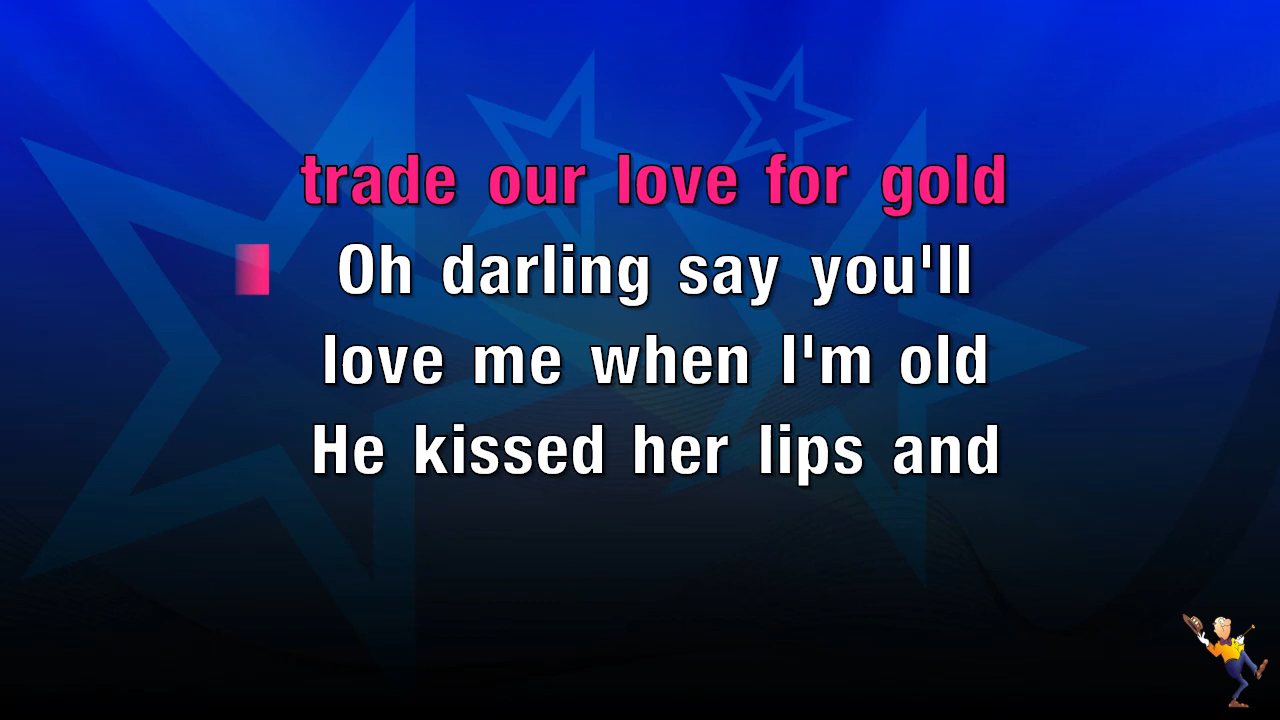 trade our love for gold
Oh darling say you'll
love me when I'm old
He kissed her lips and